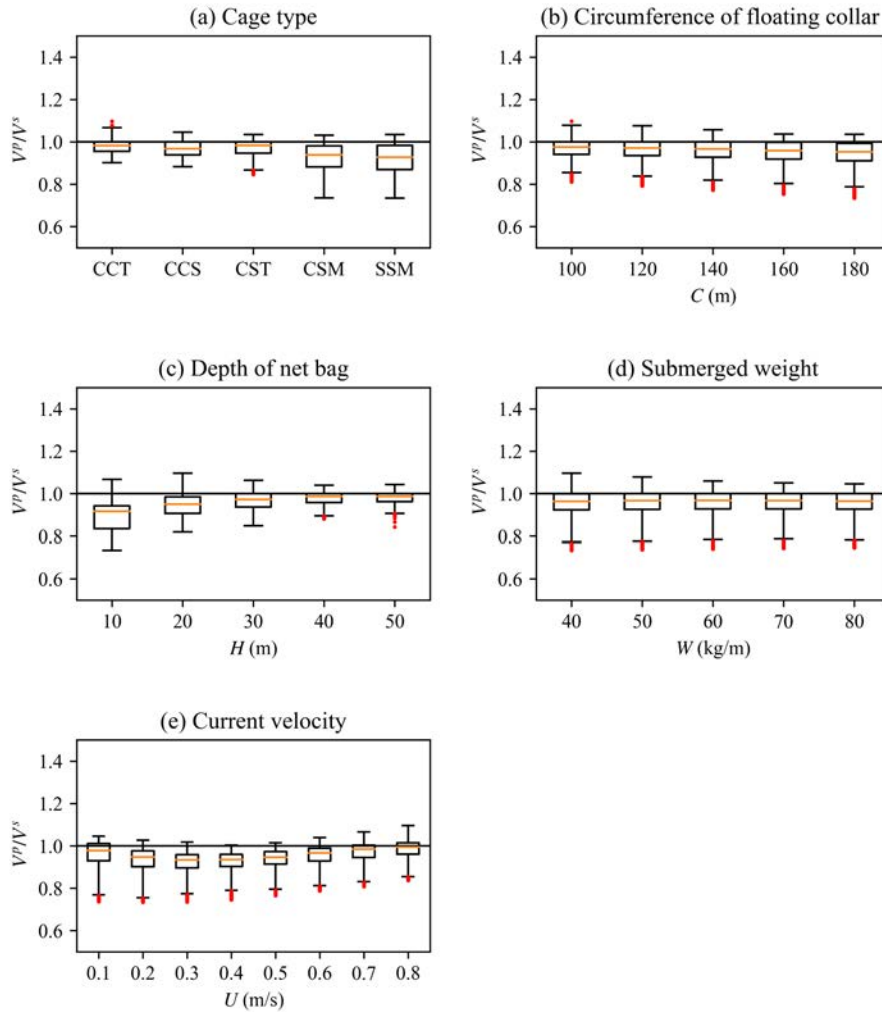 (a) Cage type
1.4
1.2
1.0
0.8
0.6
V^p/V^s
CCT CCS CST CSM SSM
(b) Circumference of floating collar
1.4
1.2
1.0
0.8
0.6
V^p/V^s
100 120 140 160 180
C (m)
(c) Depth of net bag
1.4
1.2
1.0
0.8
0.6
V^p/V^s
10 20 30 40 50
H (m)
(d) Submerged weight
1.4
1.2
1.0
0.8
0.6
V^p/V^s
40 50 60 70 80
W (kg/m)
(e) Current velocity
1.4
1.2
1.0
0.8
0.6
V^p/V^s
0.1 0.2 0.3 0.4 0.5 0.6 0.7 0.8
U (m/s)